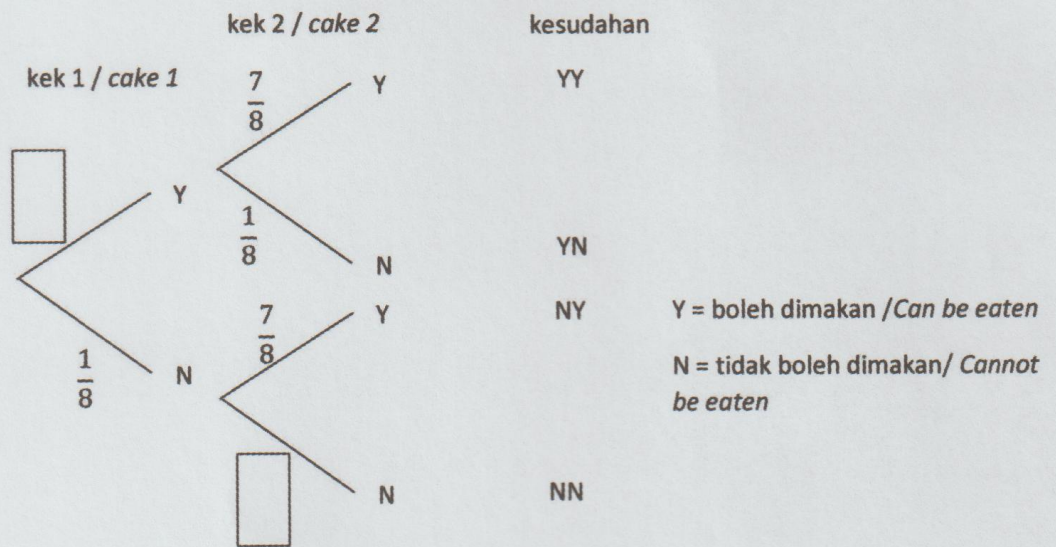 kek 2 / cake 2 kesudahan
kek 1 / cake 1
7/8 Y YY
Y
1/8 N YN
7/8 Y NY
1/8 N
N NN
Y = boleh dimakan /Can be eaten
N = tidak boleh dimakan/ Cannot
be eaten